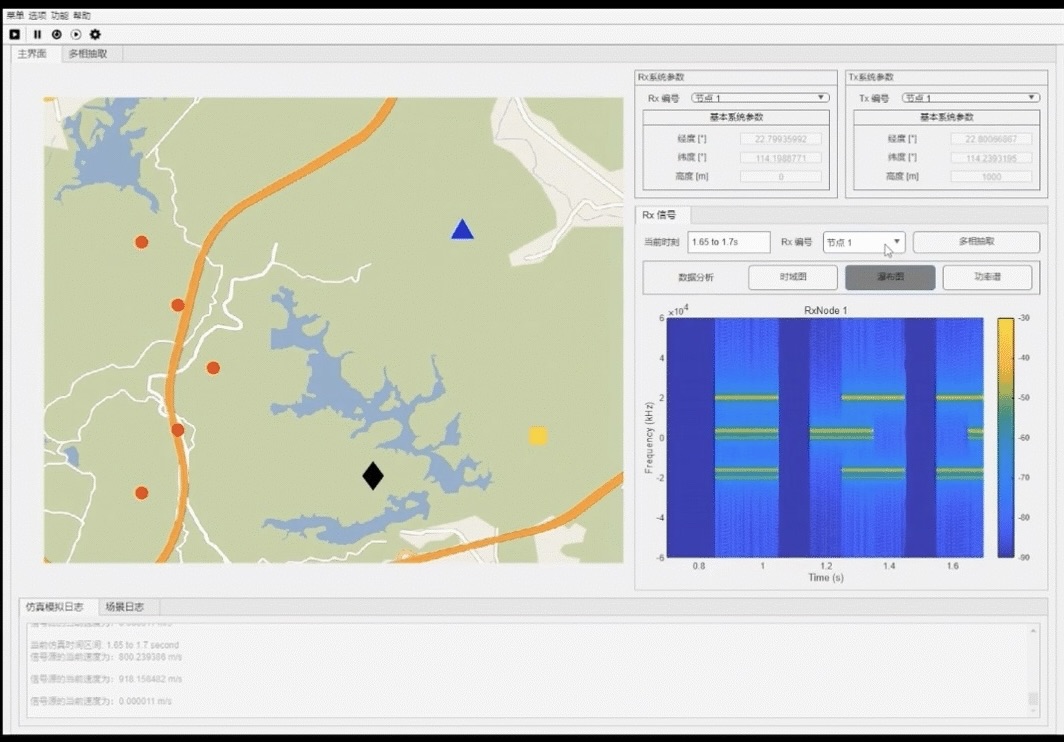 菜单 选项 功能 帮助
主界面 多相抽取
Rx系统参数
Rx 编号 节点 1
基本系统参数
经度 [°] 22.79935992
纬度 [°] 114.1988771
高度 [m] 0
Tx系统参数
Tx 编号 节点 1
基本系统参数
经度 [°]
纬度 [°] 114.2393195
高度 [m] 1000
Rx 信号
当前时刻 1.65 to 1.7s Rx 编号 节点 1 多相抽取
数据分析 时域图 瀑布图 功率谱
×10⁴ RxNode 1
6
4
2
0
-2
-4
-6
Frequency (kHz)
0.8 1 1.2 1.4 1.6
Time (s)
-30
-40
-50
-60
-70
-80
-90
仿真模拟日志 场景日志
当前仿真时间区间: 1.65 to 1.7 second
信号源的当前速度为: 800.239386 m/s
信号源的当前速度为: 918.158482 m/s
信号源的当前速度为: 0.000011 m/s